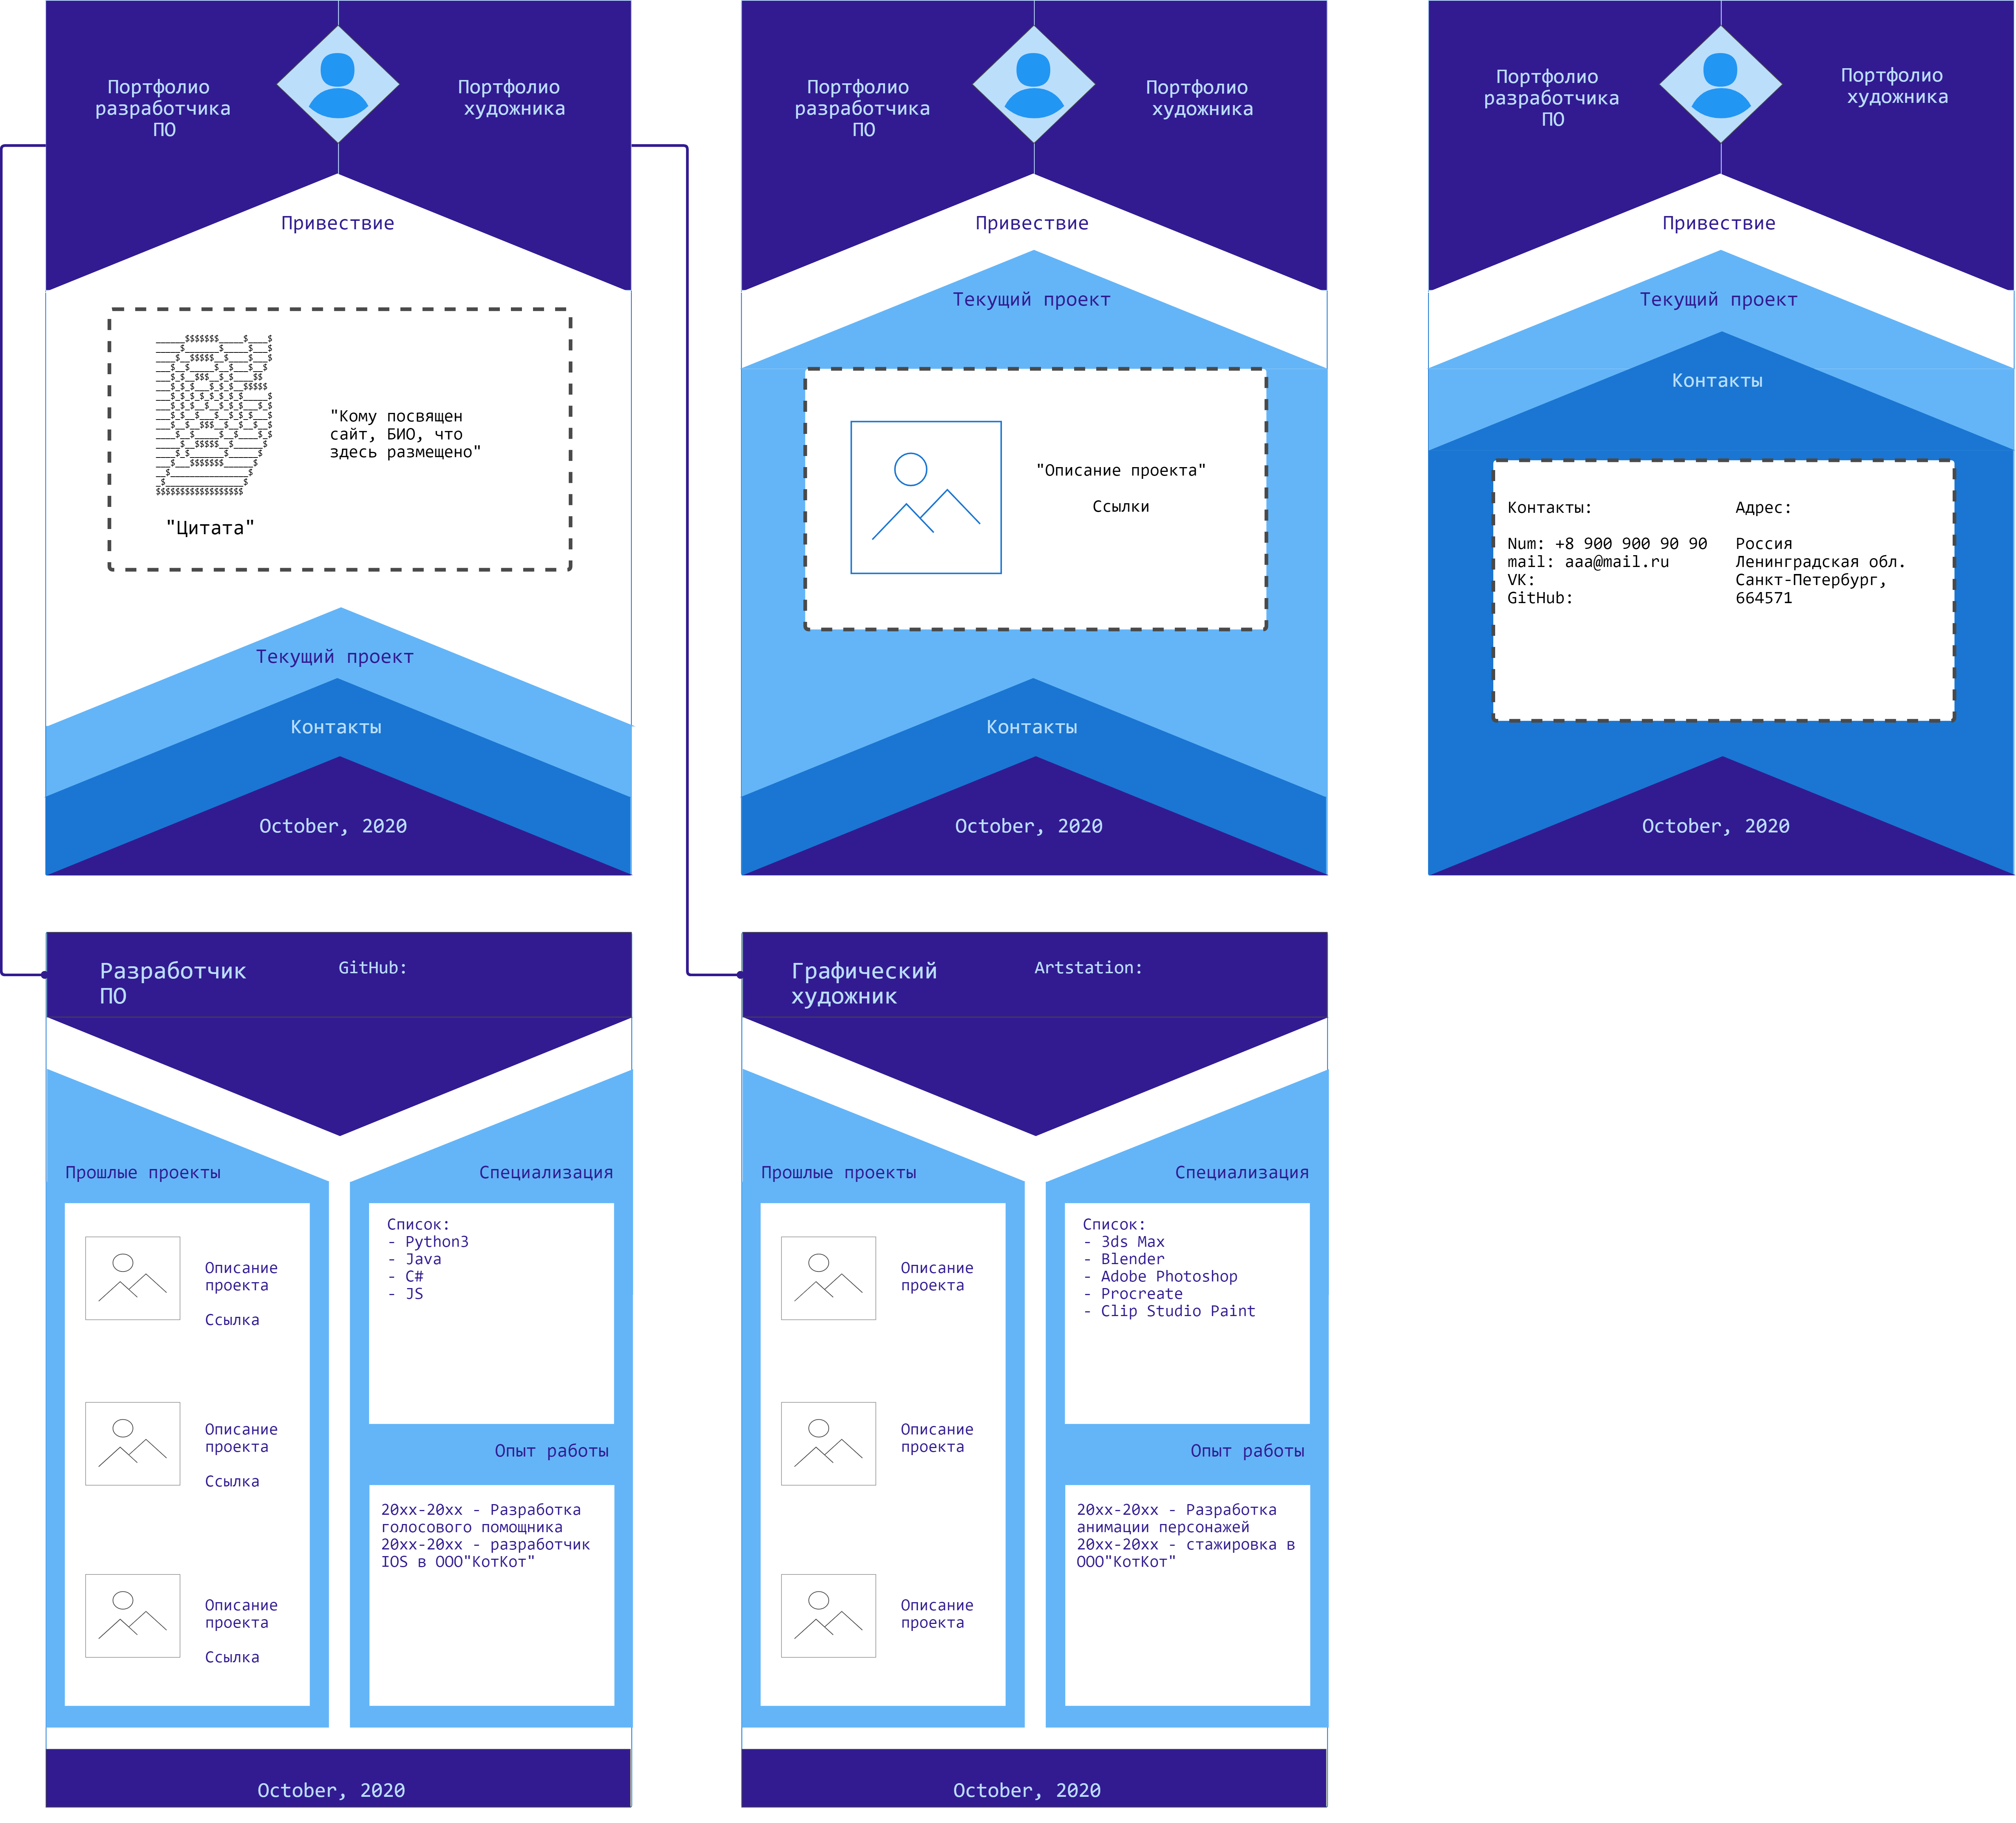 Портфолио
разработчика
ПО
Портфолио
художника
Привествие
______$$$$$$$_____$____$
"Кому посвящен
сайт, БИО, что
здесь размещено"
"Цитата"
Текущий проект
Контакты
October, 2020
Портфолио
разработчика
ПО
Портфолио
художника
Привествие
Текущий проект
"Описание проекта"
Ссылки
Контакты
October, 2020
Портфолио
разработчика
ПО
Портфолио
художника
Привествие
Текущий проект
Контакты
Контакты:
Num: +8 900 900 90 90
mail: aaa@mail.ru
VK:
GitHub:
Адрес:
Россия
Ленинградская обл.
Санкт-Петербург,
664571
October, 2020
Разработчик
ПО
GitHub:
Прошлые проекты
Описание
проекта
Ссылка
Описание
проекта
Ссылка
Описание
проекта
Ссылка
Специализация
Список:
- Python3
- Java
- C#
- JS
Опыт работы
20xx-20xx - Разработка
голосового помощника
20xx-20xx - разработчик
IOS в ООО"КотКот"
October, 2020
Графический
художник
Artstation:
Прошлые проекты
Описание
проекта
Описание
проекта
Описание
проекта
Специализация
Список:
- 3ds Max
- Blender
- Adobe Photoshop
- Procreate
- Clip Studio Paint
Опыт работы
20xx-20xx - Разработка
анимации персонажей
20xx-20xx - стажировка в
ООО"КотКот"
October, 2020